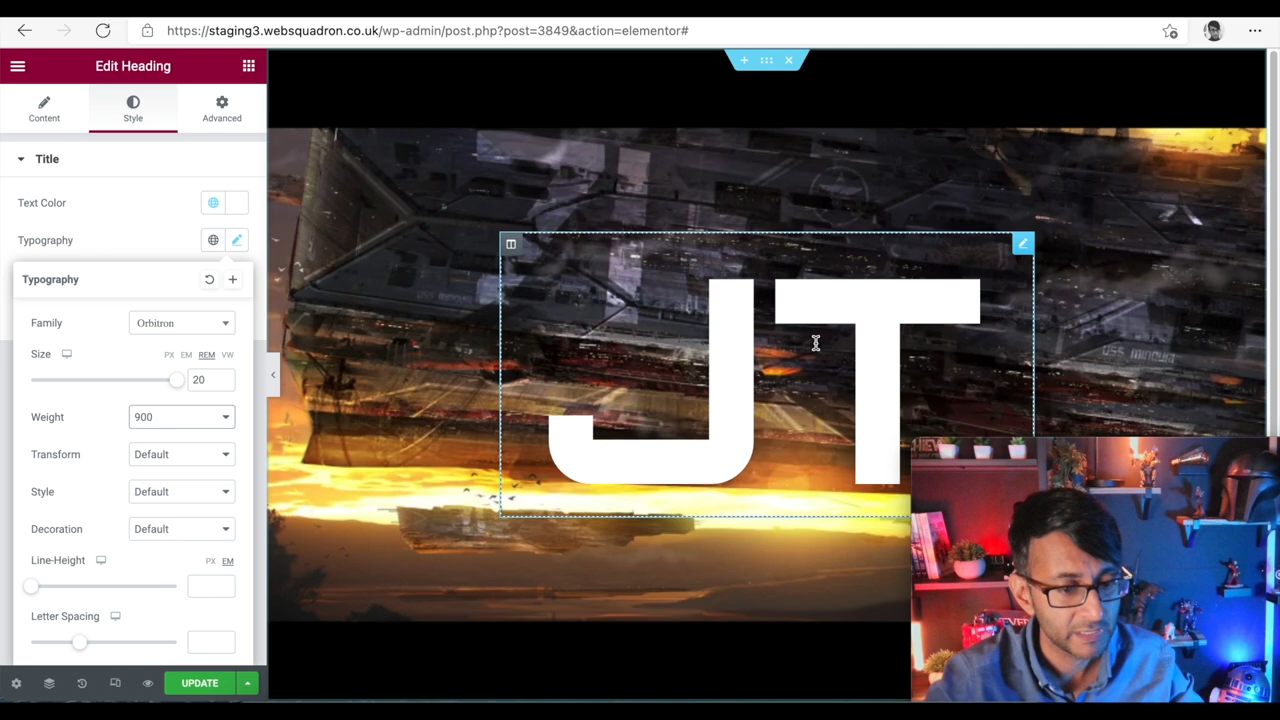 https://staging3.websquadron.co.uk/wp-admin/post.php?post=3849&action=elementor#
Edit Heading
Content
Style
Advanced
Title
Text Color
Typography
Typography
Family
Orbitron
Size
PX EM REM VW
20
Weight
900
Transform
Default
Style
Default
Decoration
Default
Line-Height
PX EM
Letter Spacing
UPDATE
JT
USS MINDURA